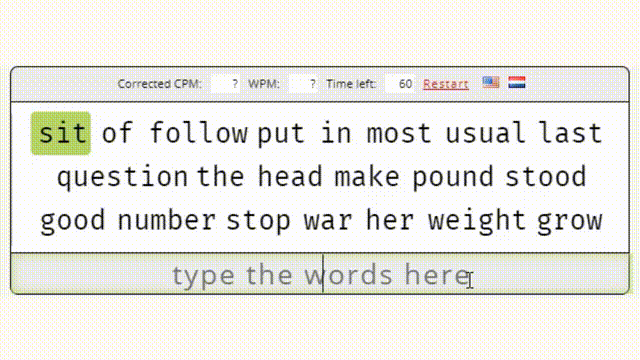 Corrected CPM: ? WPM: ? Time left: 60 Restart
sit of follow put in most usual last
question the head make pound stood
good number stop war her weight grow
type the words here